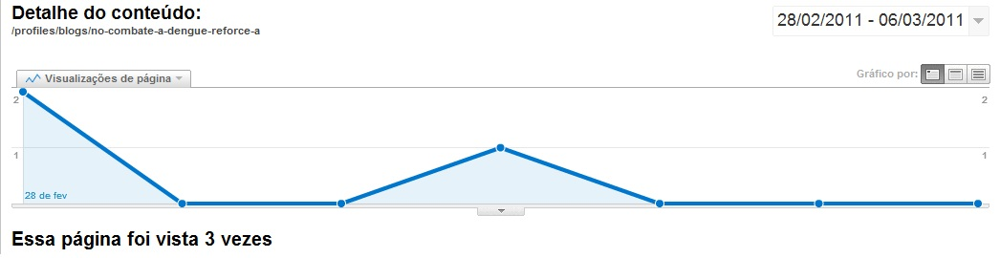 Detalhe do conteúdo:
28/02/2011 - 06/03/2011
/profiles/blogs/no-combate-a-dengue-reforce-a
Visualizações de página
Gráfico por:
2 2
1 1
28 de fev
Essa página foi vista 3 vezes